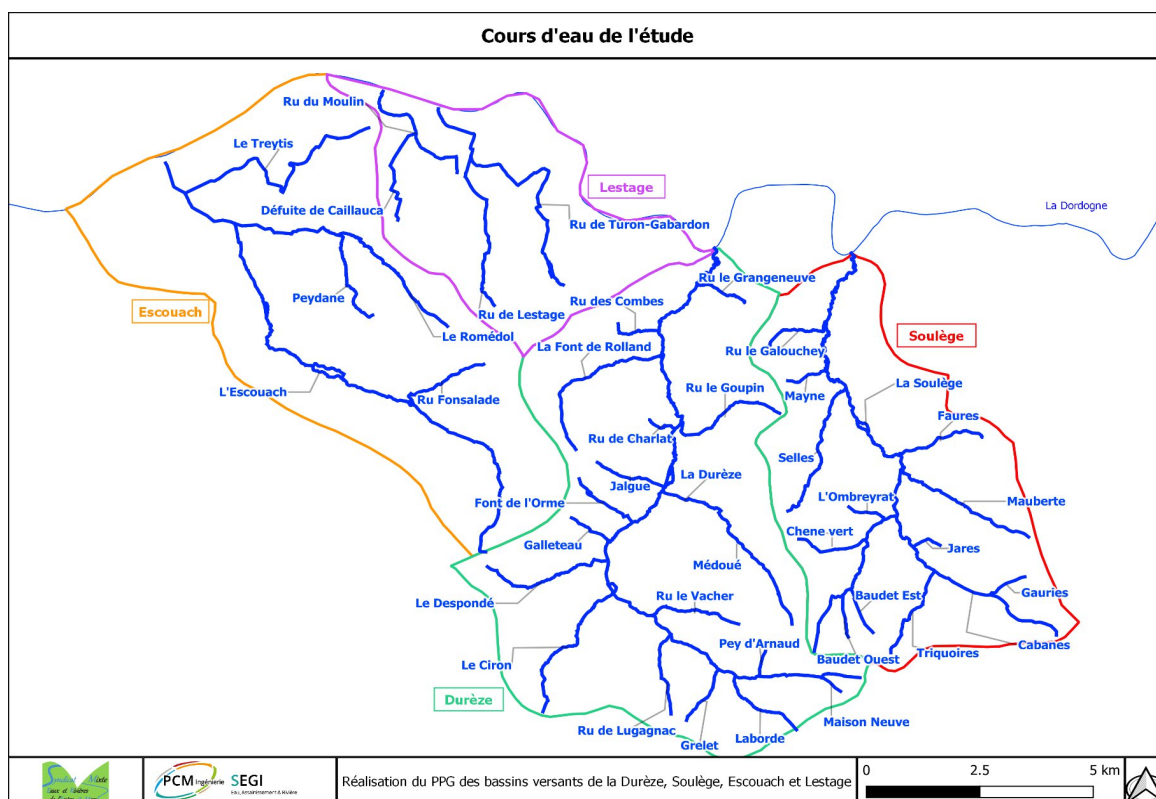 Cours d'eau de l'étude
Ru du Moulin
Le Treytis
Lestage
La Dordogne
Défuite de Caillauca
Ru de Turon-Gabardon
Ru le Grangeneuve
Peydane
Ru des Combes
Escouach
Ru de Lestage
Le Romédol
Soulège
La Font de Rolland
Ru le Galouchey
La Soulège
L'Escouach
Ru Fonsalade
Ru le Goupin
Mayne
Faures
Ru de Charlat
Selles
La Durèze
Jalgue
Font de l'Orme
L'Ombreyrat
Mauberte
Chene vert
Galleteau
Jares
Médoué
Le Despondé
Ru le Vacher
Baudet Est
Gauries
Pey d'Arnaud
Cabanes
Le Ciron
Baudet Ouest
Triquoires
Durèze
Maison Neuve
Ru de Lugagnac
Laborde
Grelet
Syndicat Mixte
PCM Ingénierie
SEGI
Eau, Assainissement & Rivière
Réalisation du PPG des bassins versants de la Durèze, Soulège, Escouach et Lestage
0 2.5 5 km